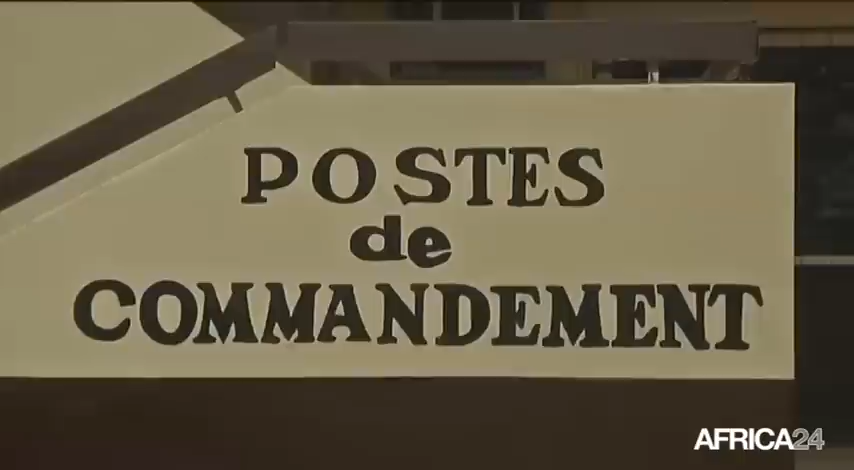 POSTES
de
COMMANDEMENT
AFRICA24